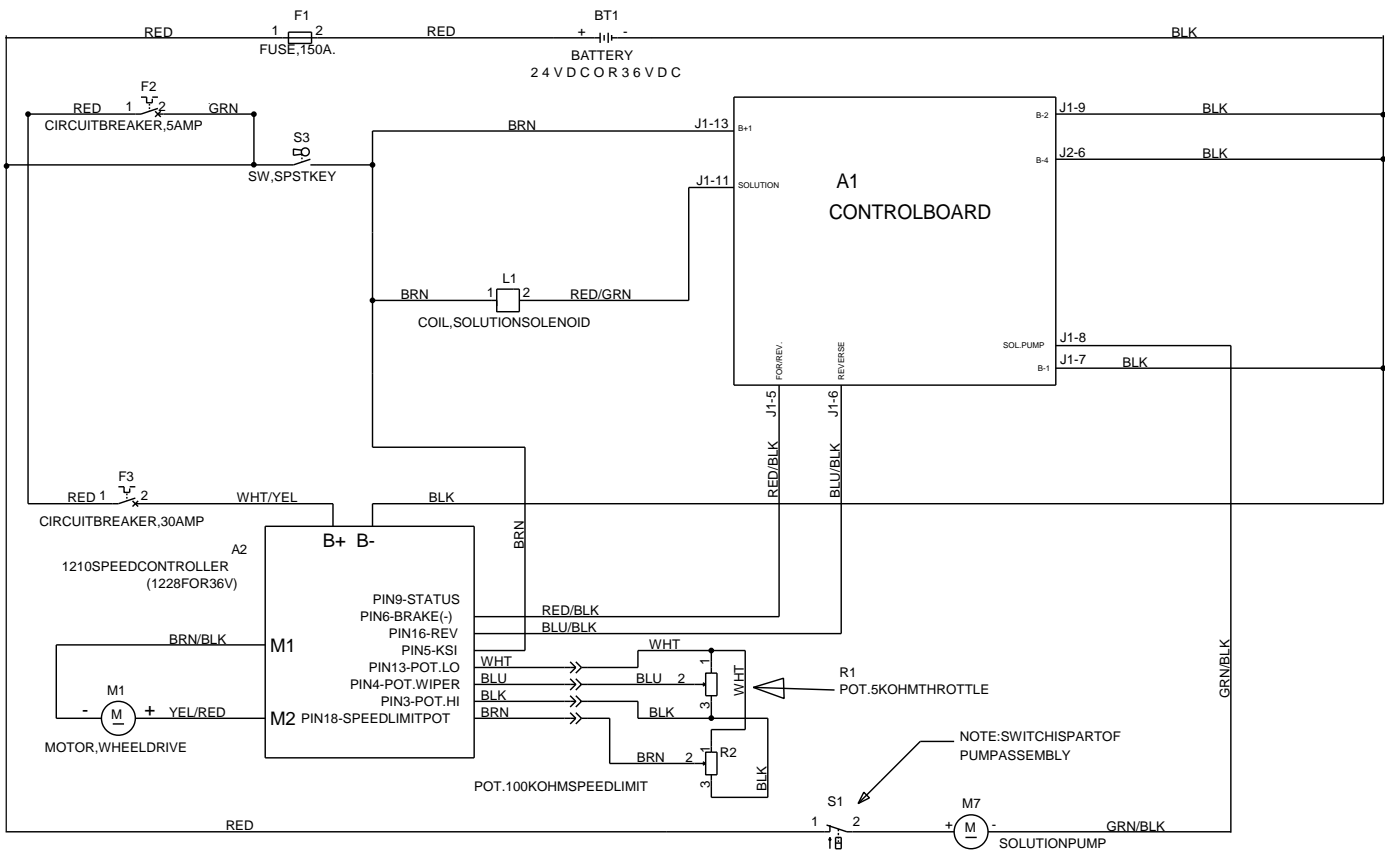 F1
BT1
RED
1 2
RED
+ -
BLK
FUSE,150A.
BATTERY
24VDCOR36VDC
F2
RED
1 2
GRN
CIRCUITBREAKER,5AMP
S3
SW,SPSTKEY
BRN
J1-13
B+1
J1-11
SOLUTION
A1
CONTROLBOARD
B-2
J1-9
BLK
B-4
J2-6
BLK
L1
BRN
1 2
RED/GRN
COIL,SOLUTIONSOLENOID
SOL.PUMP
J1-8
B-1
J1-7
BLK
FOR/REV.
REVERSE
J1-5
J1-6
RED/BLK
BLU/BLK
F3
RED 1 2
WHT/YEL
BLK
CIRCUITBREAKER,30AMP
BRN
A2
1210SPEEDCONTROLLER
(1228FOR36V)
B+ B-
PIN9-STATUS
PIN6-BRAKE(-)
RED/BLK
PIN16-REV
BLU/BLK
PIN5-KSI
PIN13-POT.LO
WHT
WHT
PIN4-POT.WIPER
BLU
BLU 2
PIN3-POT.HI
BLK
BLK
PIN18-SPEEDLIMITPOT
BRN
BRN 2
BRN/BLK
M1
M1
- M +
YEL/RED
M2
MOTOR,WHEELDRIVE
1
3
WHT
R1
POT.5KOHMTHROTTLE
1
R2
3
BLK
POT.100KOHMSPEEDLIMIT
GRN/BLK
NOTE:SWITCHISPARTOF
PUMPASSEMBLY
RED
S1
1 2
M7
+ M -
GRN/BLK
SOLUTIONPUMP